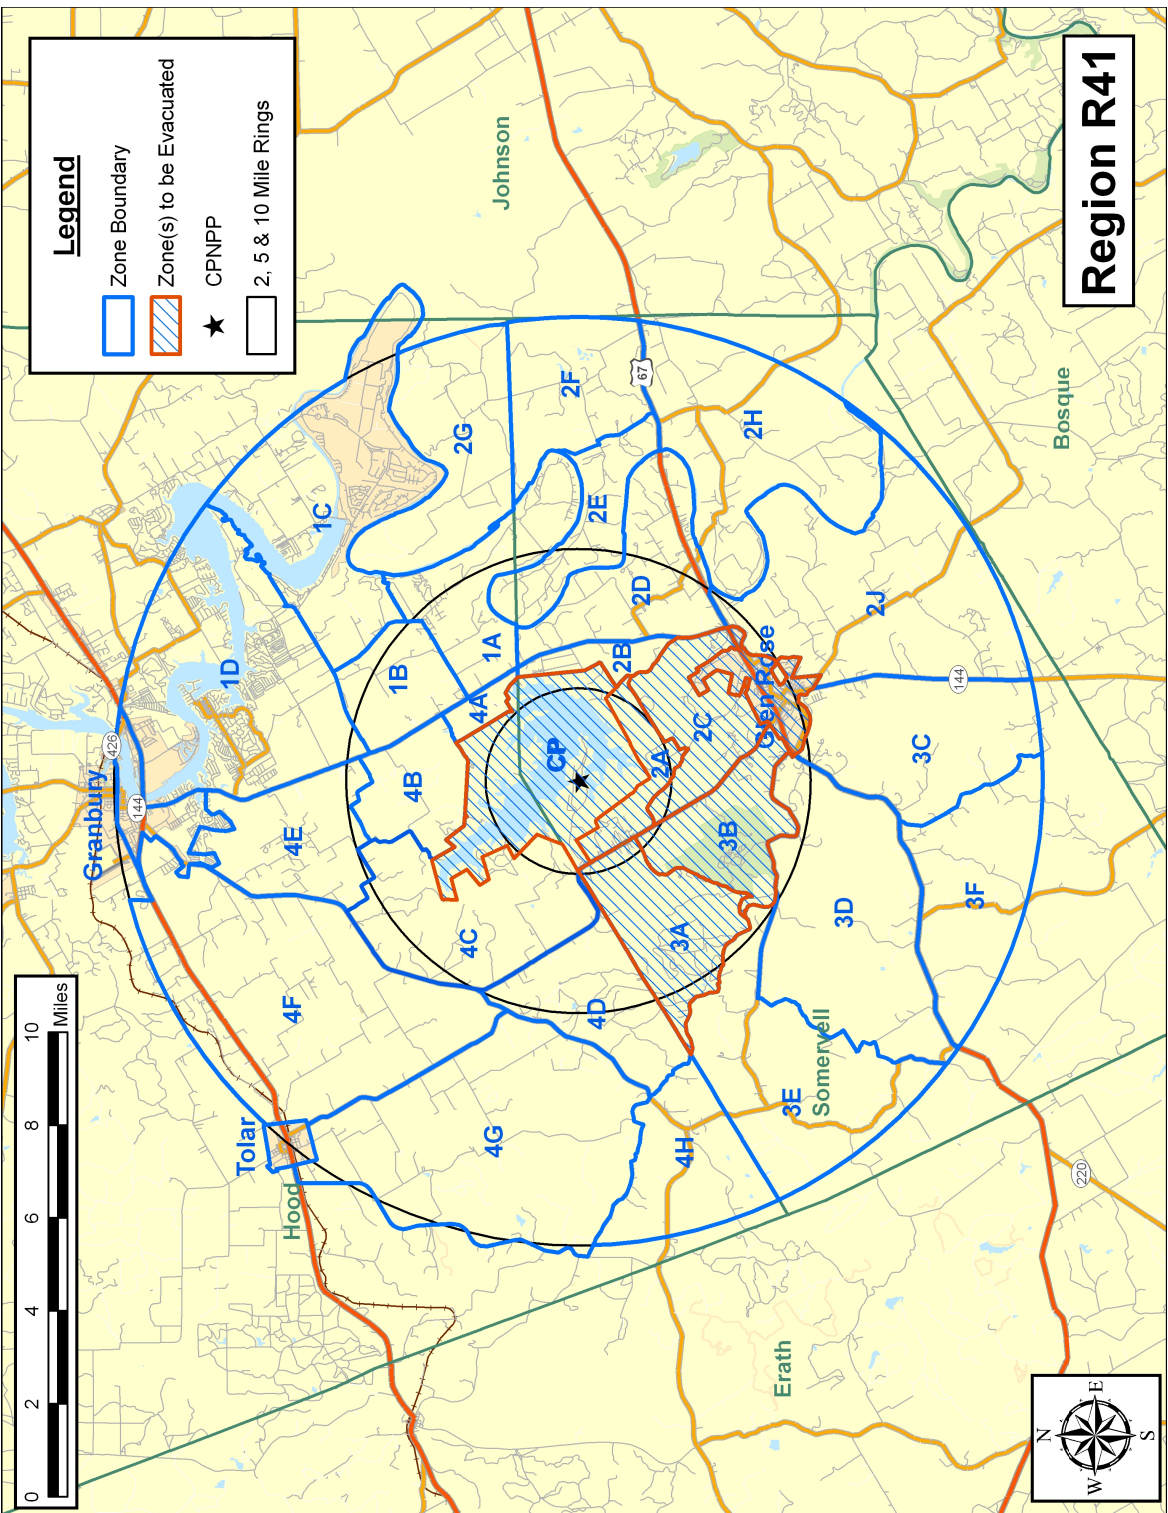 Legend
Zone Boundary
Zone(s) to be Evacuated
CPNPP
2, 5 & 10 Mile Rings
Region R41
0 2 4 6 8 10
Miles
Granbury
426
144
Tolar
Hood
Johnson
Bosque
Erath
Somervell
Glen Rose
67
144
220
1D
1C
1B
1A
2G
2F
2E
2H
2D
2B
2J
2C
2A
CP
4A
4B
4E
4C
4F
4D
4G
4H
3A
3B
3C
3D
3E
3F
N
E
S
W